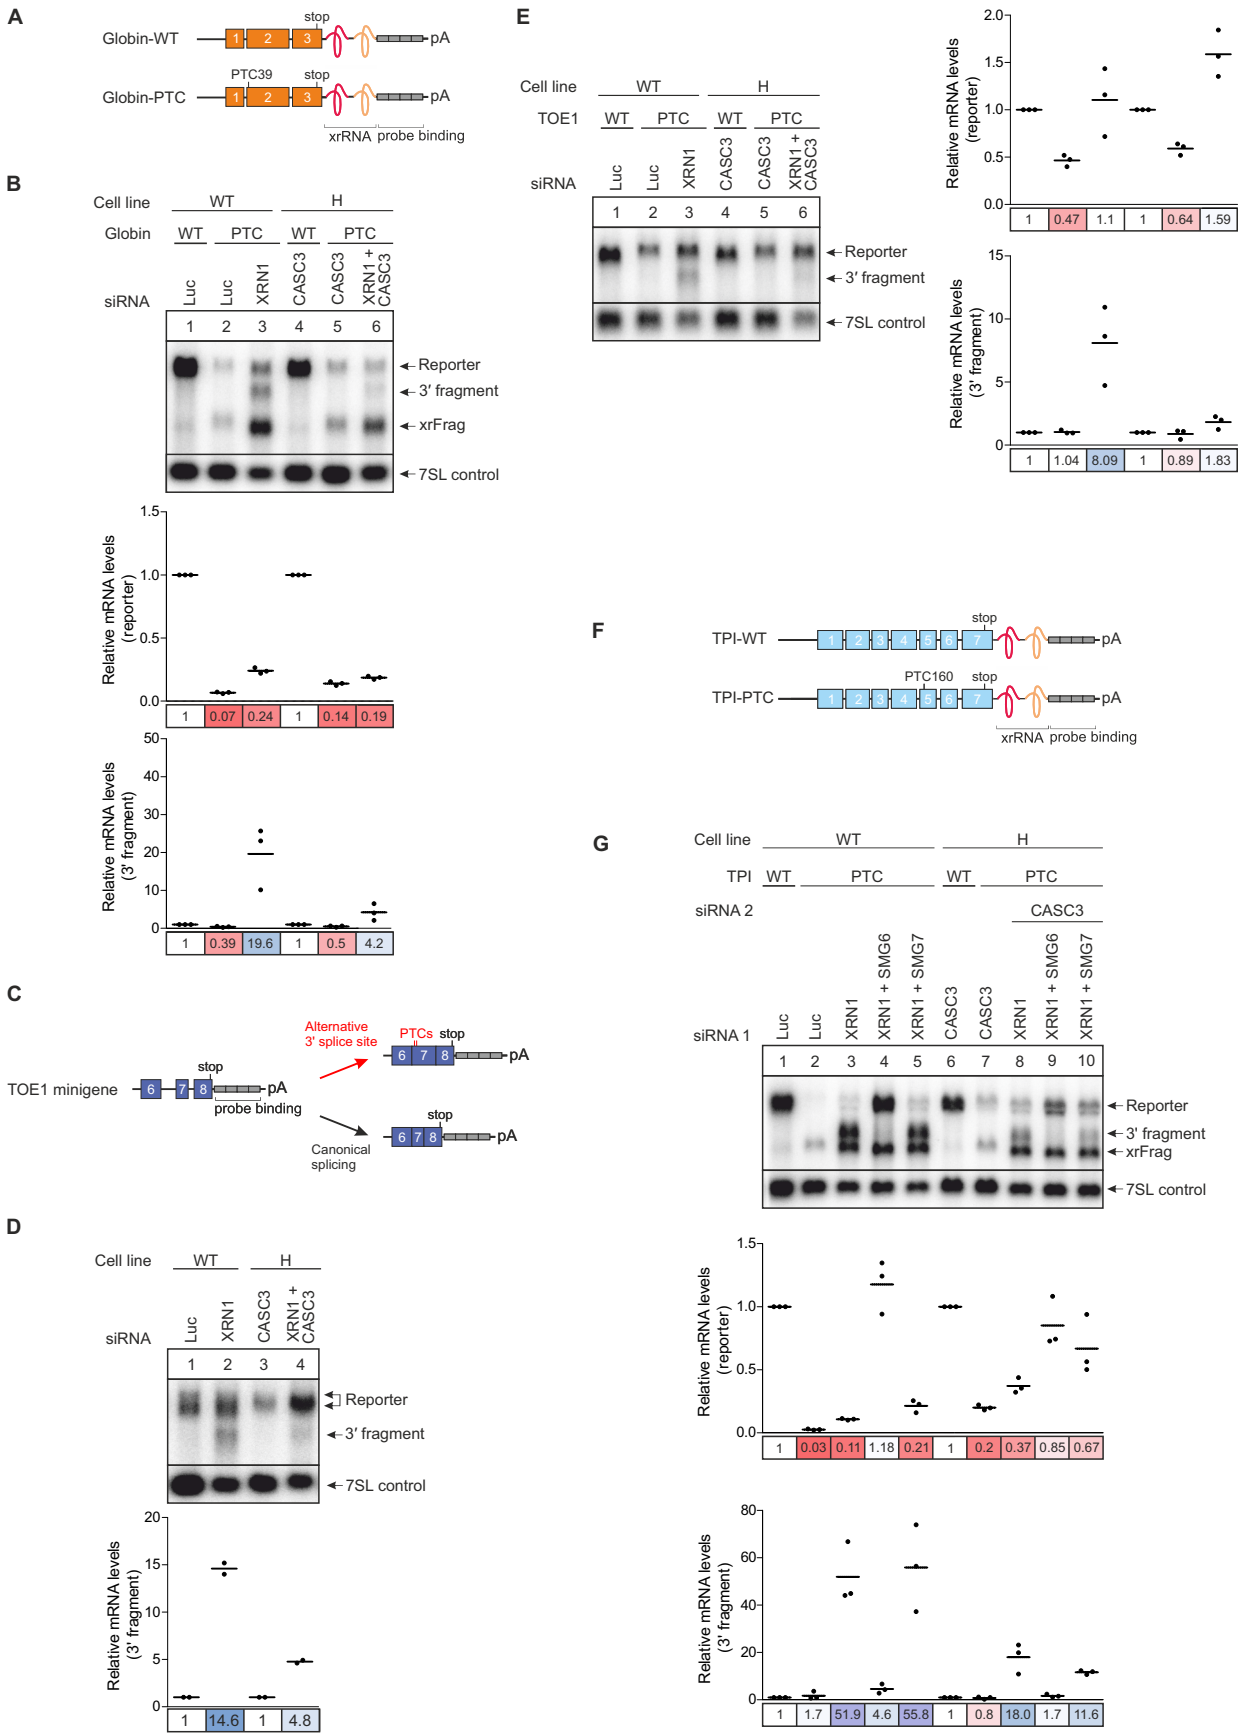 A
Globin-WT 1 2 3 stop pA
Globin-PTC 1 2 3 PTC39 stop pA
xrRNA probe binding
B
Cell line WT H
Globin WT PTC WT PTC
siRNA Luc Luc XRN1 CASC3 CASC3 XRN1 + CASC3
1 2 3 4 5 6
Reporter
3′ fragment
xrFrag
7SL control
Relative mRNA levels (reporter)
1.5
1.0
0.5
0.0
1 0.07 0.24 1 0.14 0.19
Relative mRNA levels (3′ fragment)
50
40
30
20
10
0
1 0.39 19.6 1 0.5 4.2
C
TOE1 minigene 6 7 8 stop pA
probe binding
Alternative 3′ splice site
PTCs stop
6 7 8 pA
Canonical splicing
stop
6 7 8 pA
D
Cell line WT H
siRNA Luc XRN1 CASC3 XRN1 + CASC3
1 2 3 4
Reporter
3′ fragment
7SL control
Relative mRNA levels (3′ fragment)
20
15
10
5
0
1 14.6 1 4.8
E
Cell line WT H
TOE1 WT PTC WT PTC
siRNA Luc Luc XRN1 CASC3 CASC3 XRN1 + CASC3
1 2 3 4 5 6
Reporter
3′ fragment
7SL control
Relative mRNA levels (reporter)
2.0
1.5
1.0
0.5
0.0
1 0.47 1.1 1 0.64 1.59
Relative mRNA levels (3′ fragment)
15
10
5
0
1 1.04 8.09 1 0.89 1.83
F
TPI-WT 1 2 3 4 5 6 7 stop pA
TPI-PTC 1 2 3 4 5 6 7 PTC160 stop pA
xrRNA probe binding
G
Cell line WT H
TPI WT PTC WT PTC
siRNA 2 CASC3
siRNA 1 Luc Luc XRN1 XRN1 + SMG6 XRN1 + SMG7 CASC3 CASC3 XRN1 XRN1 + SMG6 XRN1 + SMG7
1 2 3 4 5 6 7 8 9 10
Reporter
3′ fragment
xrFrag
7SL control
Relative mRNA levels (reporter)
1.5
1.0
0.5
0.0
1 0.03 0.11 1.18 0.21 1 0.2 0.37 0.85 0.67
Relative mRNA levels (3′ fragment)
80
60
40
20
0
1 1.7 51.9 4.6 55.8 1 0.8 18.0 1.7 11.6